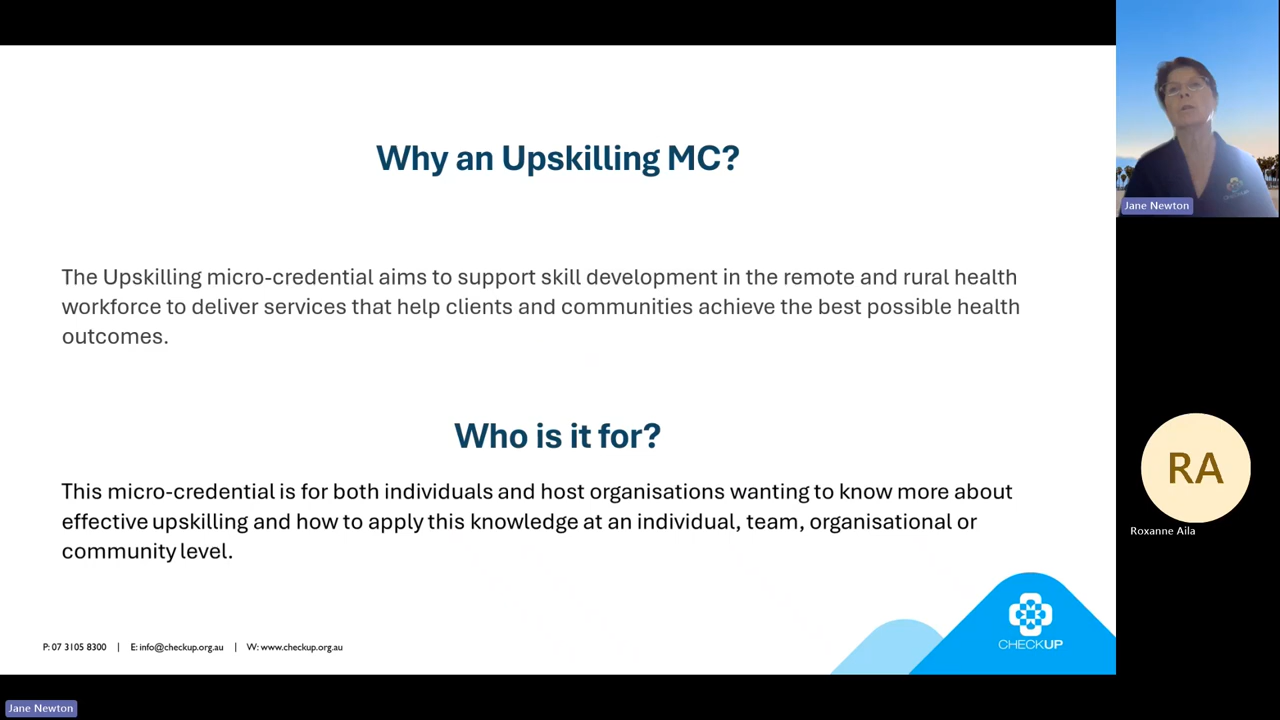 Why an Upskilling MC?
The Upskilling micro-credential aims to support skill development in the remote and rural health
workforce to deliver services that help clients and communities achieve the best possible health
outcomes.
Who is it for?
This micro-credential is for both individuals and host organisations wanting to know more about
effective upskilling and how to apply this knowledge at an individual, team, organisational or
community level.
P: 07 3105 8300 | E: info@checkup.org.au | W: www.checkup.org.au
CHECKUP
Jane Newton
RA
Roxanne Aila
Jane Newton